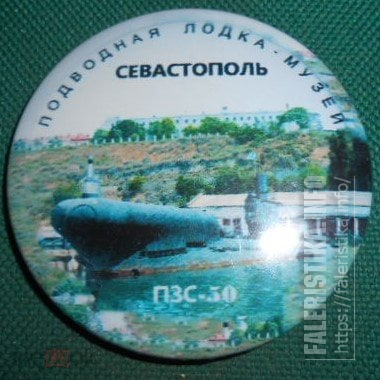 ПОДВОДНАЯ ЛОДКА-МУЗЕЙ
СЕВАСТОПОЛЬ
ПЗС-50
FALERISTIKA.INFO
https://faleristika.info/